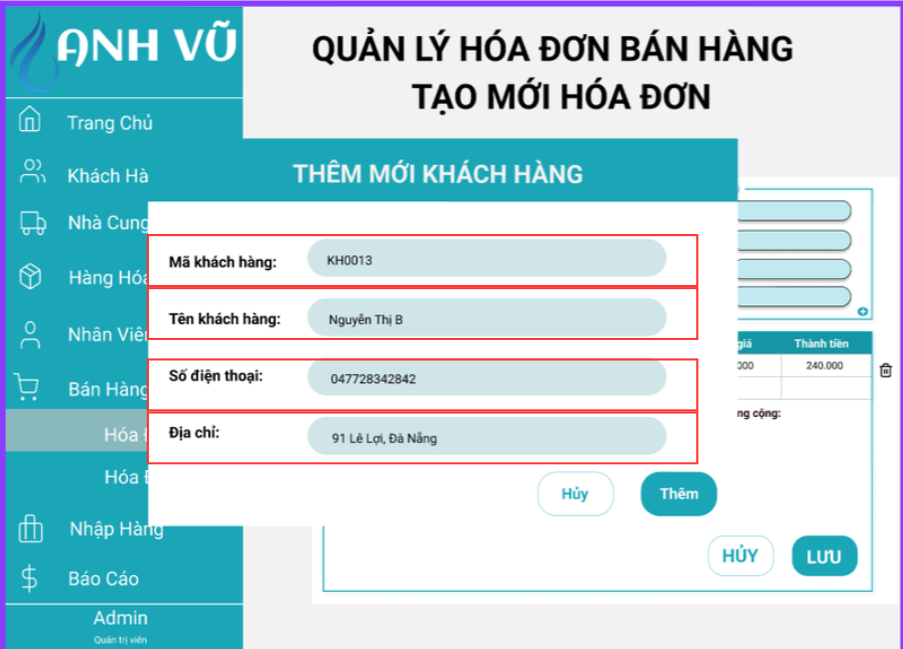 ANH VŨ
QUẢN LÝ HÓA ĐƠN BÁN HÀNG
TẠO MỚI HÓA ĐƠN
Trang Chủ
Khách Hà
Nhà Cung
Hàng Hóa
Nhân Viên
Bán Hàng
Hóa
Hóa
Nhập Hàng
Báo Cáo
Admin
Quản trị viên
THÊM MỚI KHÁCH HÀNG
Mã khách hàng: KH0013
Tên khách hàng: Nguyễn Thị B
Số điện thoại: 047728342842
Địa chỉ: 91 Lê Lợi, Đà Nẵng
Hủy Thêm
giá Thành tiền
000 240.000
ng cộng:
HỦY LƯU